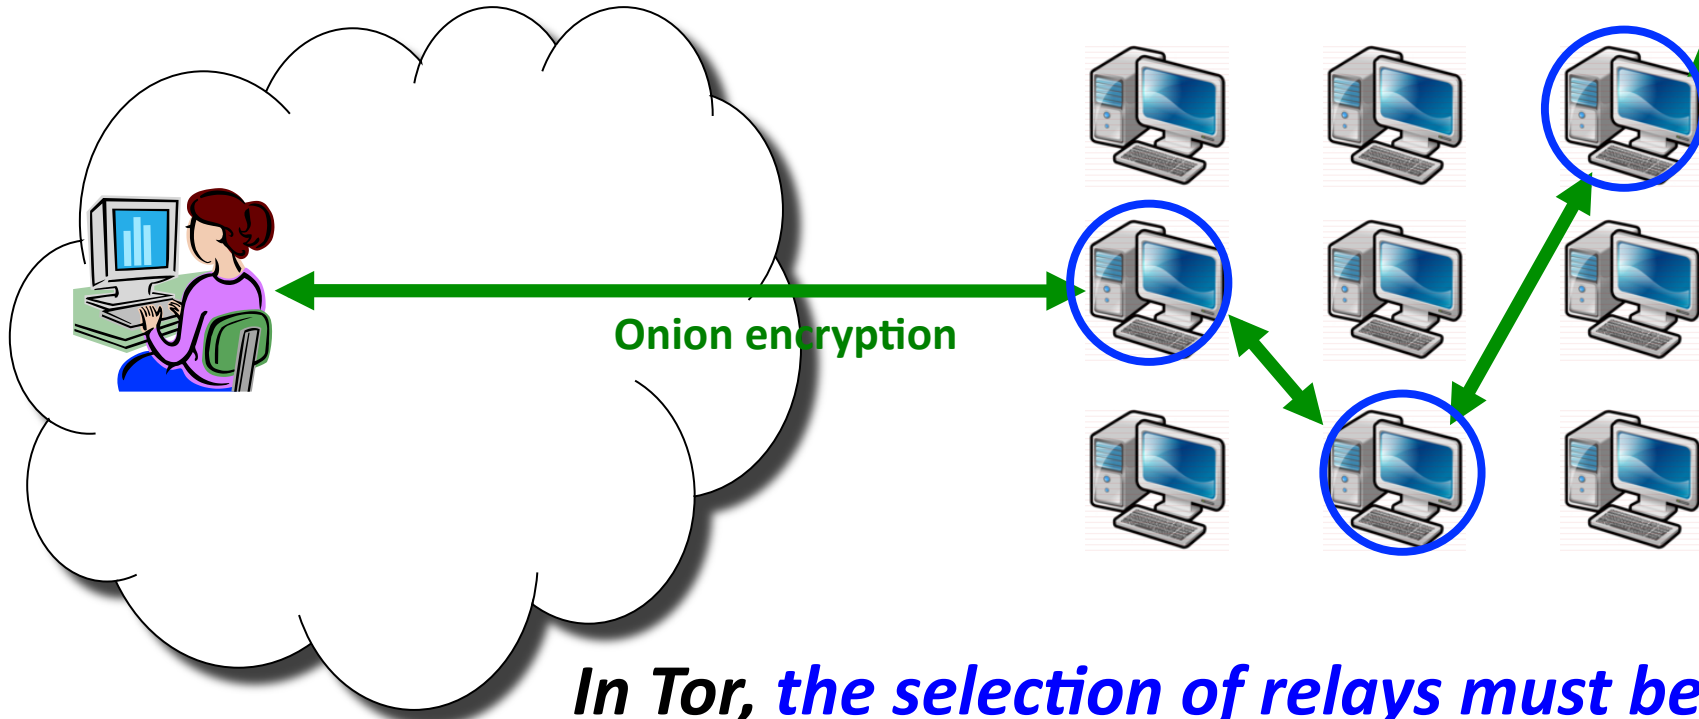 Onion encryption
In Tor, the selection of relays must be